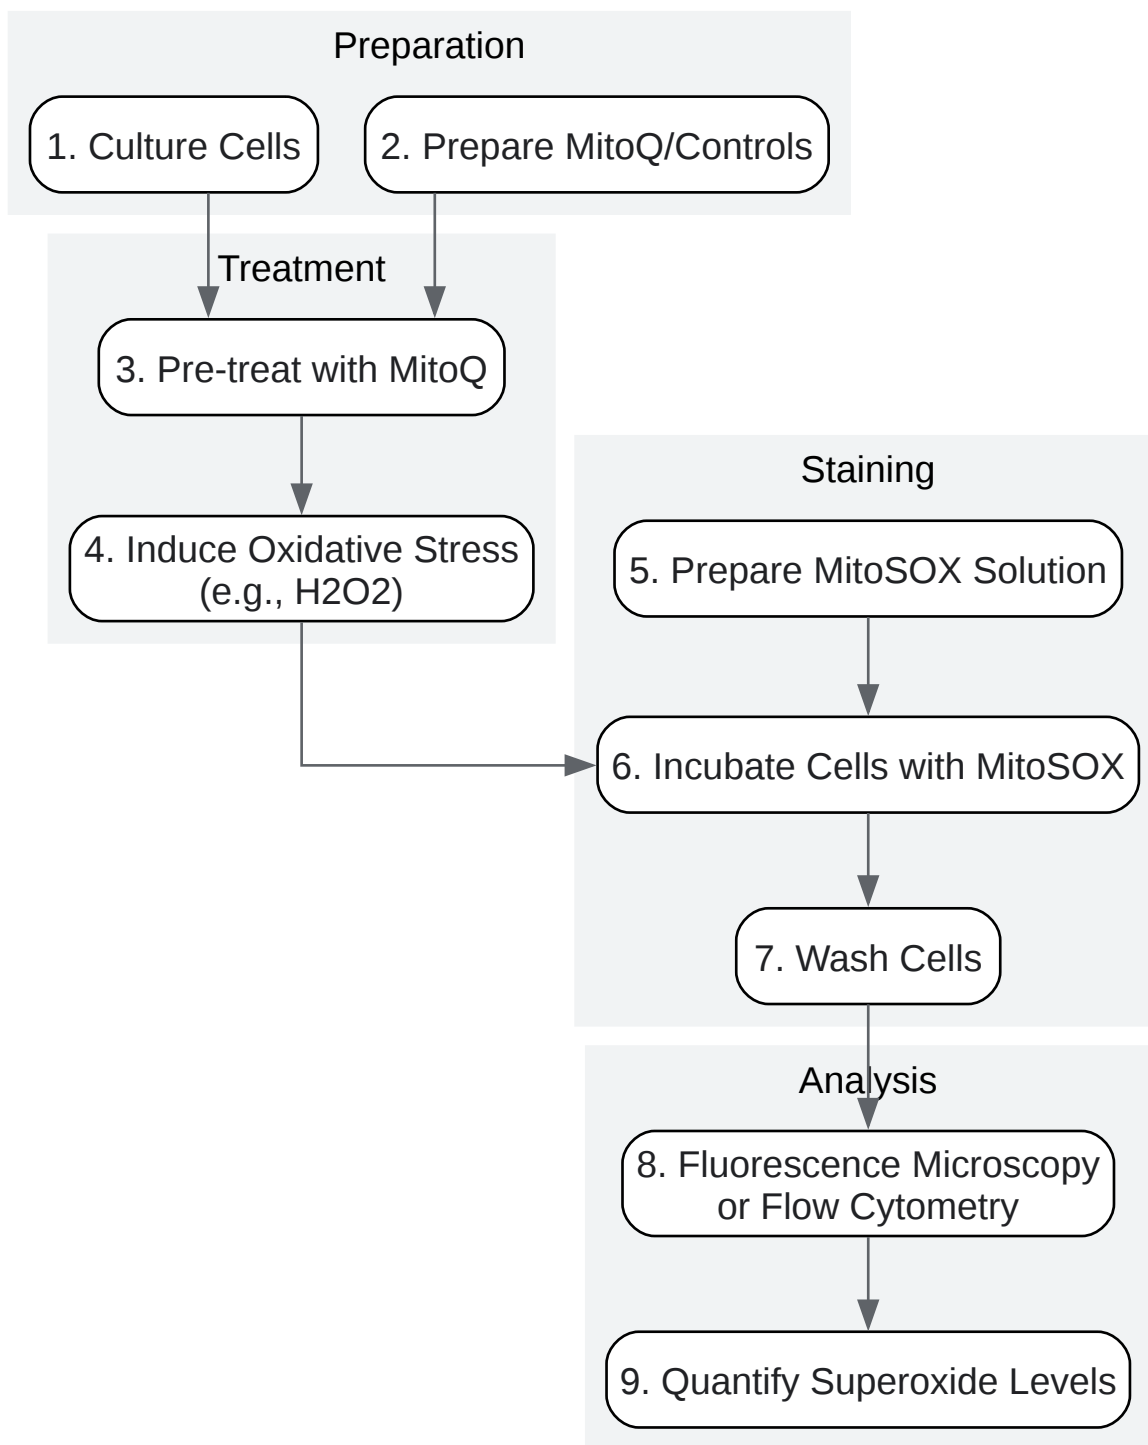 Preparation
1. Culture Cells
2. Prepare MitoQ/Controls
Treatment
3. Pre-treat with MitoQ
4. Induce Oxidative Stress
(e.g., H2O2)
Staining
5. Prepare MitoSOX Solution
6. Incubate Cells with MitoSOX
7. Wash Cells
Analysis
8. Fluorescence Microscopy
or Flow Cytometry
9. Quantify Superoxide Levels